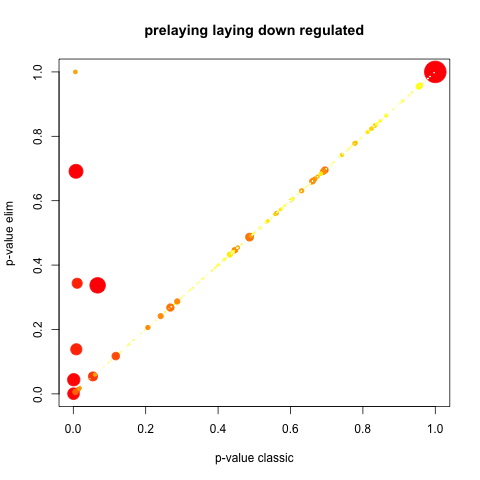 prelaying laying down regulated
p-value elim
1.0
0.8
0.6
0.4
0.2
0.0
0.0 0.2 0.4 0.6 0.8 1.0
p-value classic